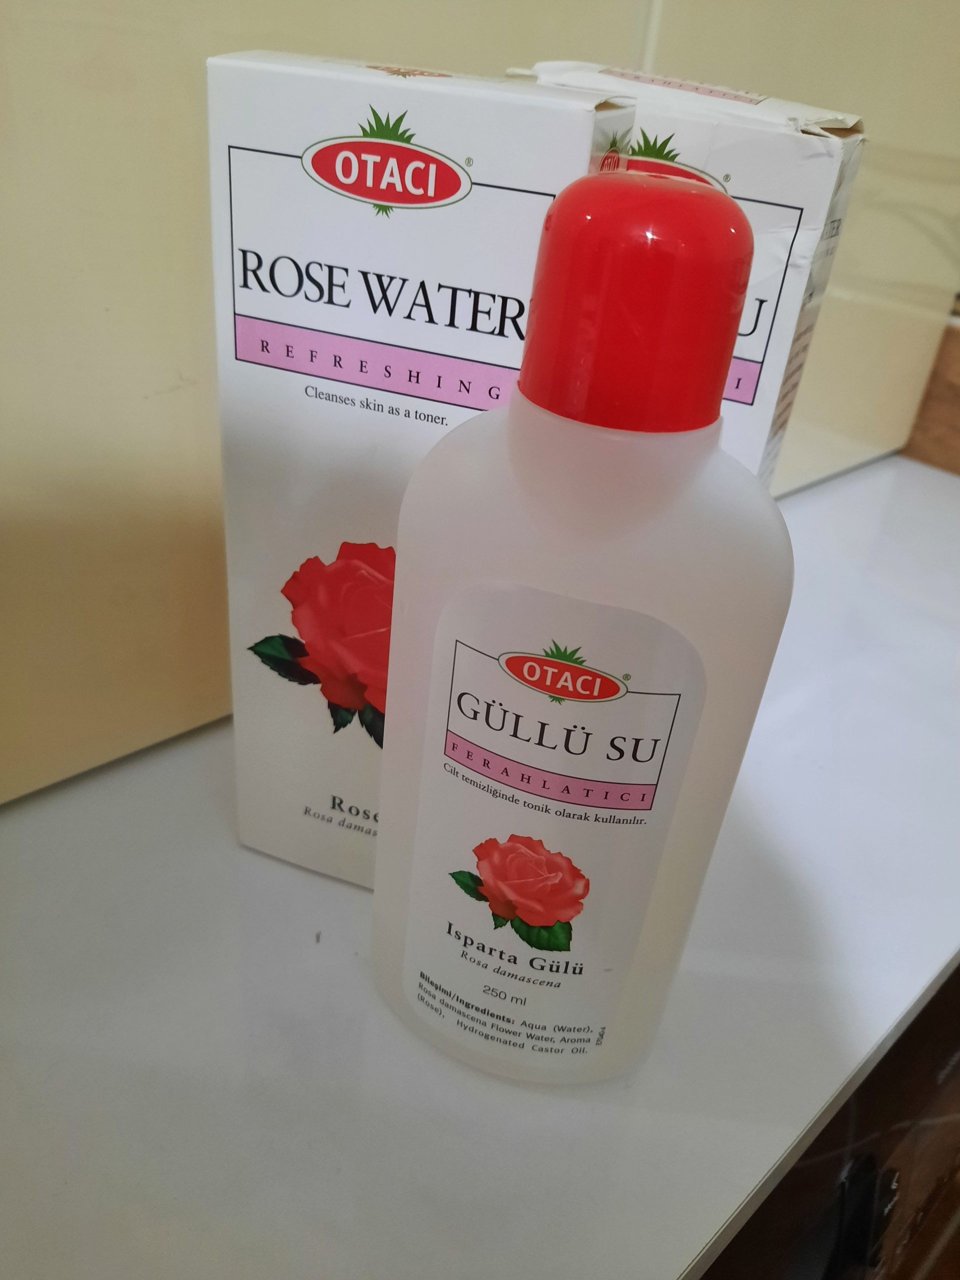 OTACI
®
ROSE WATER
REFRESHING
Cleanses skin as a toner.
®
U
I
OTACI
®
GÜLLÜ SU
FERAHLATICI
Cilt temizliğinde tonik olarak kullanılır.
Isparta Gülü
Rosa damascena
250 ml
Bileşimi/Ingredients: Aqua (Water),
Rosa damascena Flower Water, Aroma
(Rose), Hydrogenated Castor Oil.
Rosa